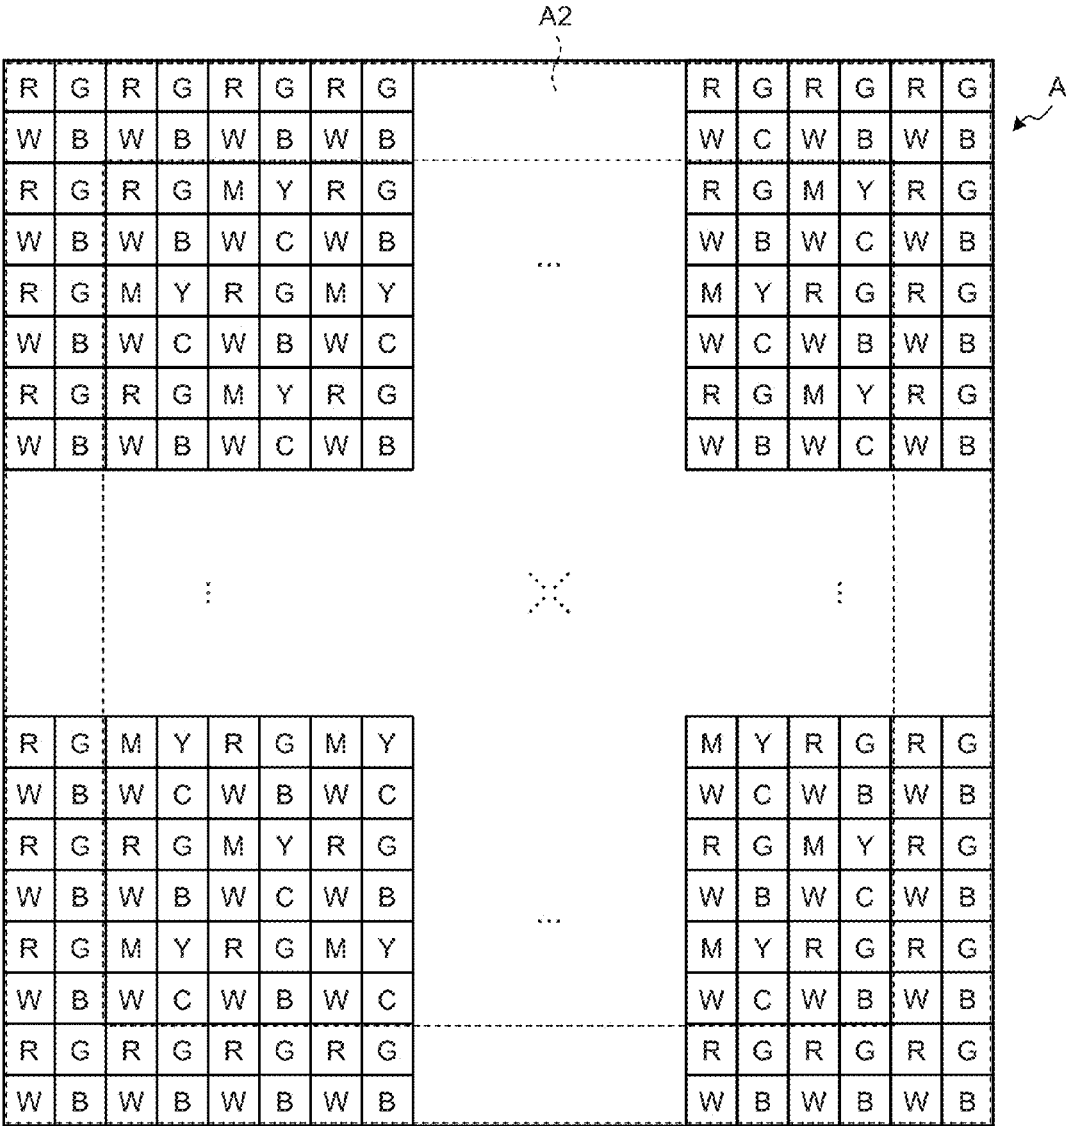 A2
A
R G R G R G R G R G R G R G
W B W B W B W B W C W B W B
R G R G M Y R G R G M Y R G
W B W B W C W B ... W B W C W B
R G M Y R G M Y M Y R G R G
W B W C W B W C W C W B W B
R G R G M Y R G R G M Y R G
W B W B W C W B W B W C W B
R G M Y R G M Y M Y R G R G
W B W C W B W C W C W B W B
R G R G M Y R G R G M Y R G
W B W B W C W B ... W B W C W B
R G M Y R G M Y M Y R G R G
W B W C W B W C W C W B W B
R G R G R G R G R G R G R G
W B W B W B W B W B W B W B